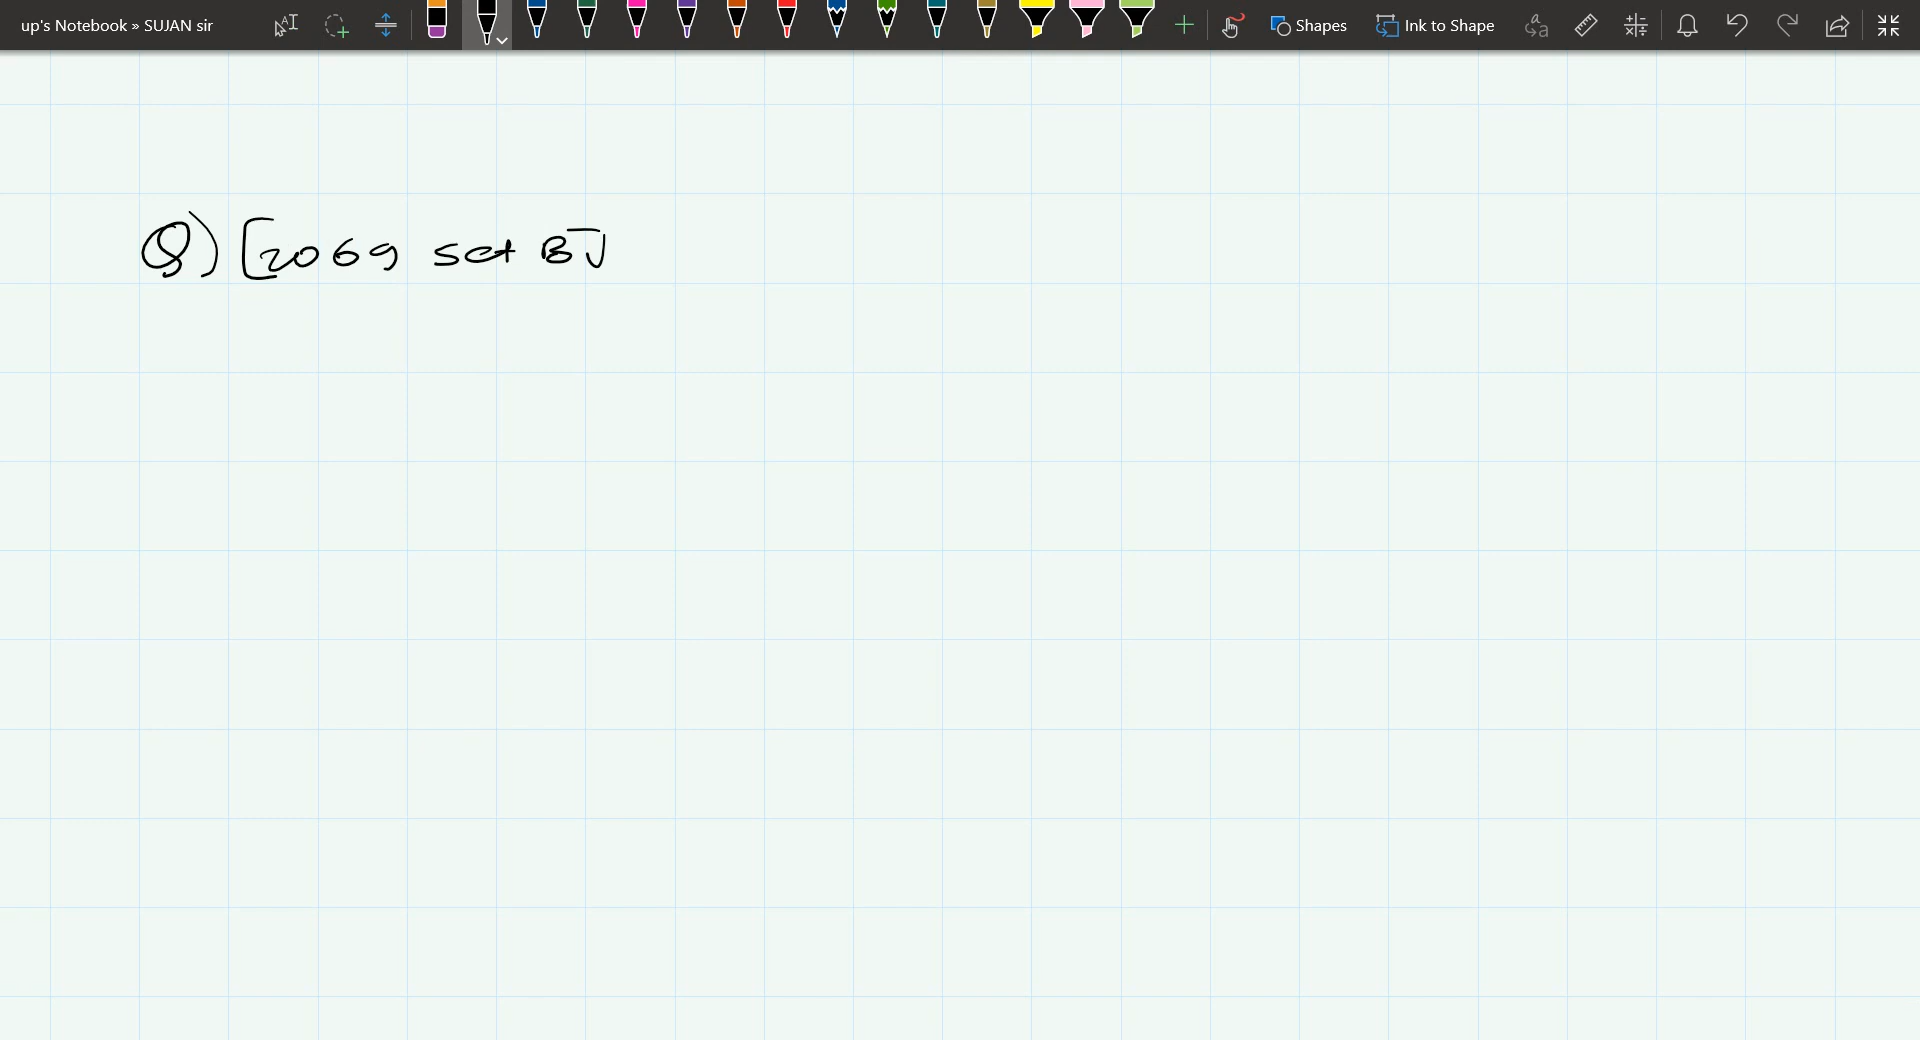 up's Notebook » SUJAN sir Shapes Ink to Shape
Q) [2069 set B]